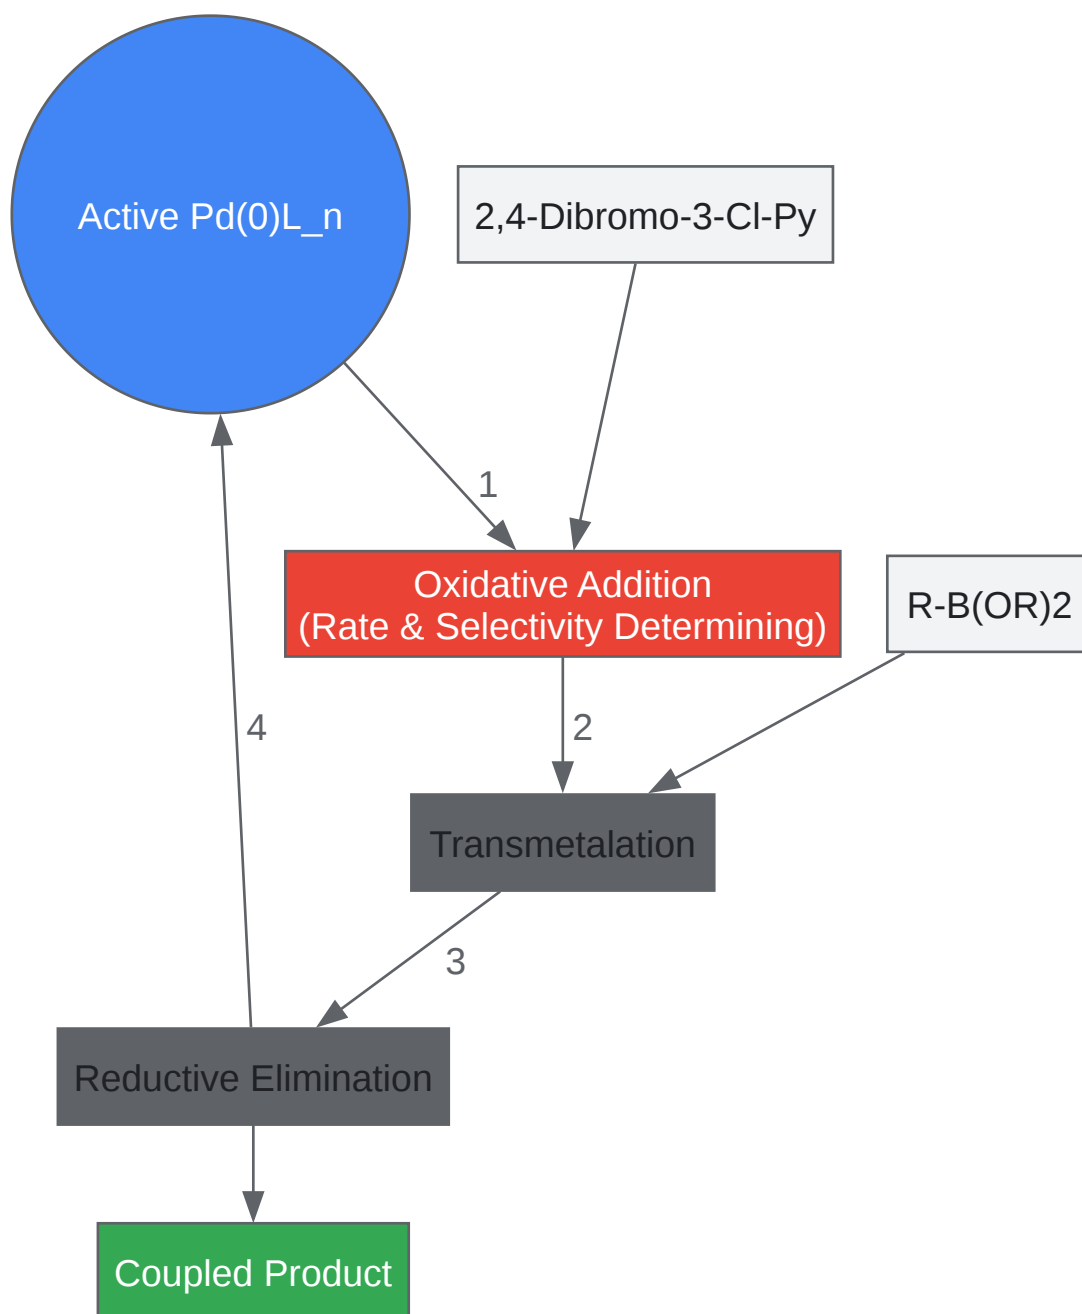 Active Pd(0)L_n
2,4-Dibromo-3-Cl-Py
1
Oxidative Addition
(Rate & Selectivity Determining)
R-B(OR)2
2
4
Transmetalation
3
Reductive Elimination
Coupled Product